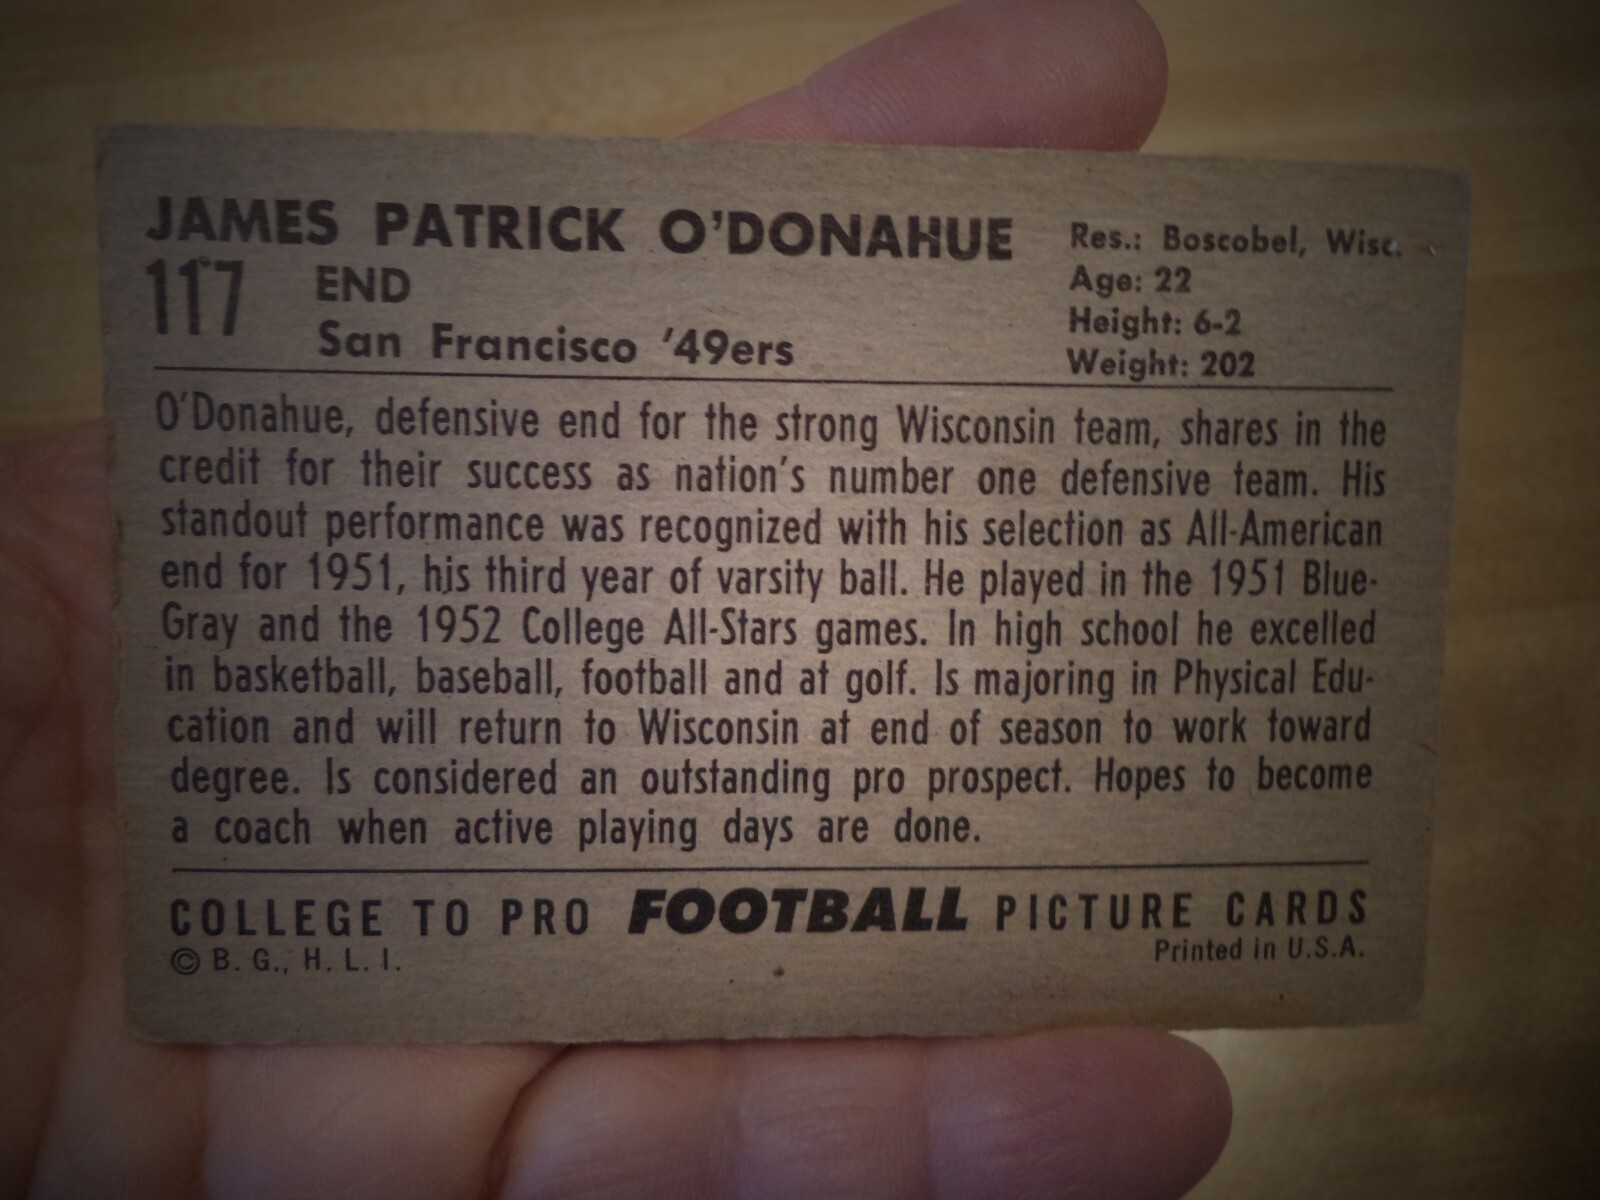 JAMES PATRICK O'DONAHUE
117
END
San Francisco '49ers
Res.: Boscobel, Wisc.
Age: 22
Height: 6-2
Weight: 202
O'Donahue, defensive end for the strong Wisconsin team, shares in the
credit for their success as nation's number one defensive team. His
standout performance was recognized with his selection as All-American
end for 1951, his third year of varsity ball. He played in the 1951 Blue-
Gray and the 1952 College All-Stars games. In high school he excelled
in basketball, baseball, football and at golf. Is majoring in Physical Edu-
cation and will return to Wisconsin at end of season to work toward
degree. Is considered an outstanding pro prospect. Hopes to become
a coach when active playing days are done.
COLLEGE TO PRO FOOTBALL PICTURE CARDS
© B. G., H. L. I.
Printed in U.S.A.